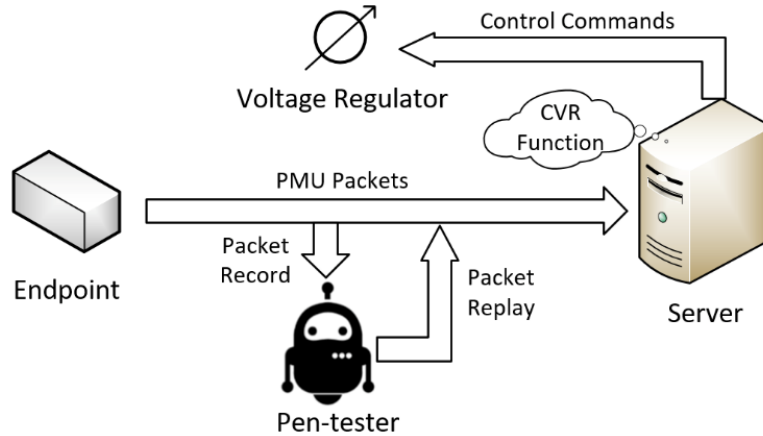 Control Commands
Voltage Regulator
CVR
Function
PMU Packets
Packet
Record
Packet
Replay
Endpoint
Server
Pen-tester